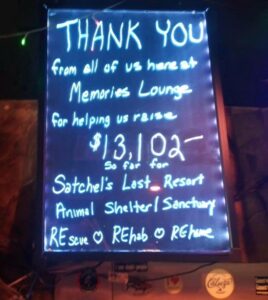 THANK YOU
from all of us here at
Memories Lounge
for helping us raise
$13,102—
So far for
Satchel's Last Resort
Animal Shelter/Sanctuary
REscue ♡ REhab ♡ REhome